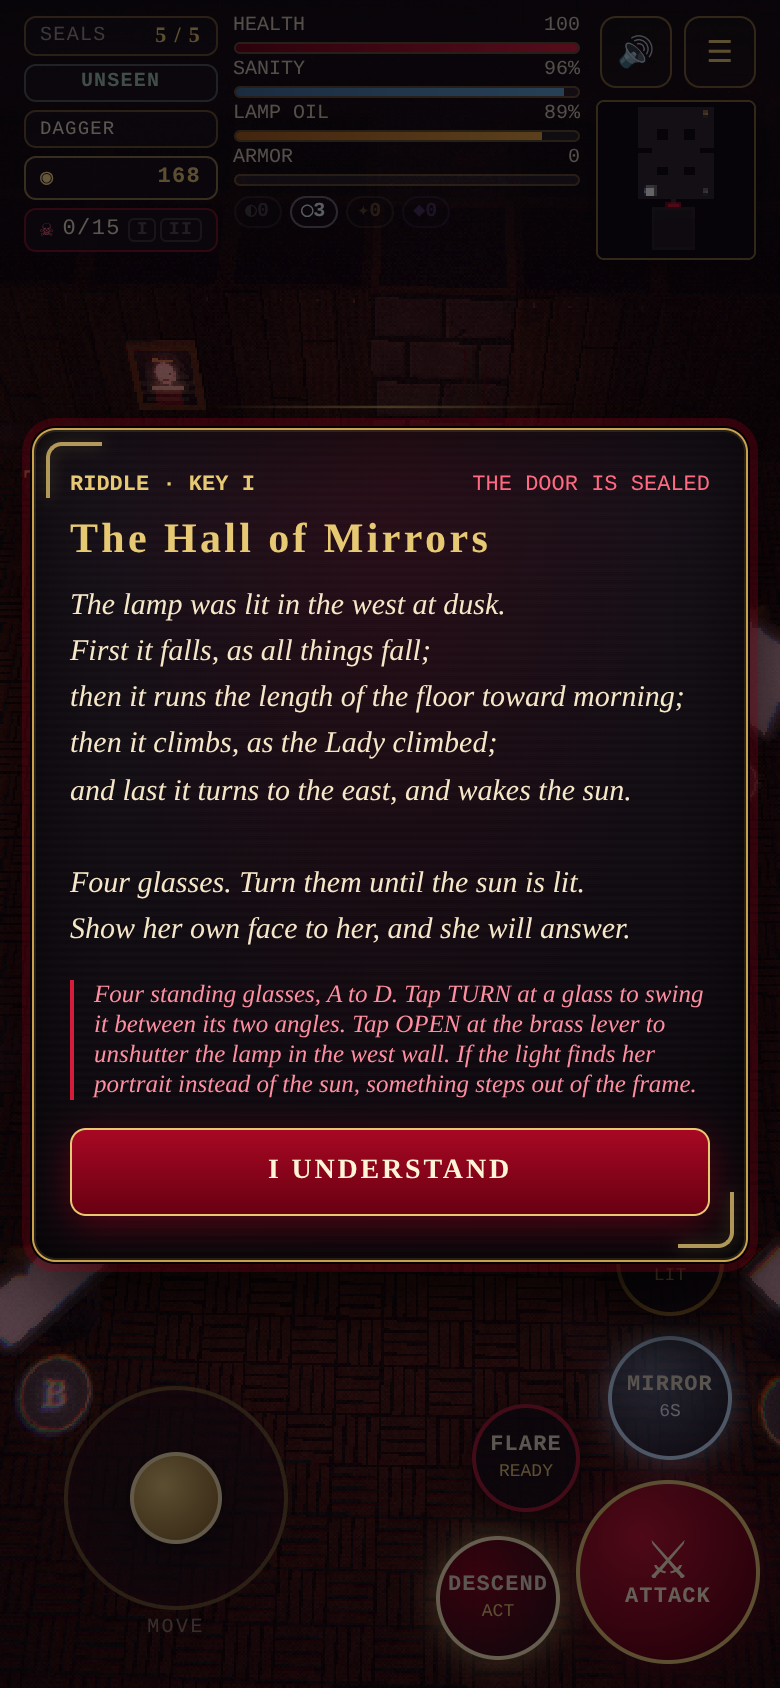 SEALS 5 / 5
UNSEEN
DAGGER
168
0/15 I II
HEALTH 100
SANITY 96%
LAMP OIL 89%
ARMOR 0
0 3 0 0
RIDDLE · KEY I
THE DOOR IS SEALED
The Hall of Mirrors
The lamp was lit in the west at dusk.
First it falls, as all things fall;
then it runs the length of the floor toward morning;
then it climbs, as the Lady climbed;
and last it turns to the east, and wakes the sun.
Four glasses. Turn them until the sun is lit.
Show her own face to her, and she will answer.
Four standing glasses, A to D. Tap TURN at a glass to swing
it between its two angles. Tap OPEN at the brass lever to
unshutter the lamp in the west wall. If the light finds her
portrait instead of the sun, something steps out of the frame.
I UNDERSTAND
LIT
B
MIRROR
6S
FLARE
READY
ATTACK
DESCEND
ACT
MOVE